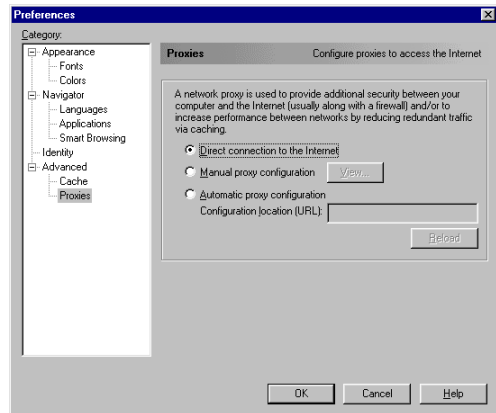 Preferences
Category:
Appearance
Fonts
Colors
Navigator
Languages
Applications
Smart Browsing
Identity
Advanced
Cache
Proxies
Proxies Configure proxies to access the Internet
A network proxy is used to provide additional security between your
computer and the Internet (usually along with a firewall) and/or to
increase performance between networks by reducing redundant traffic
via caching.
Direct connection to the Internet
Manual proxy configuration View...
Automatic proxy configuration
Configuration location (URL):
Reload
OK Cancel Help